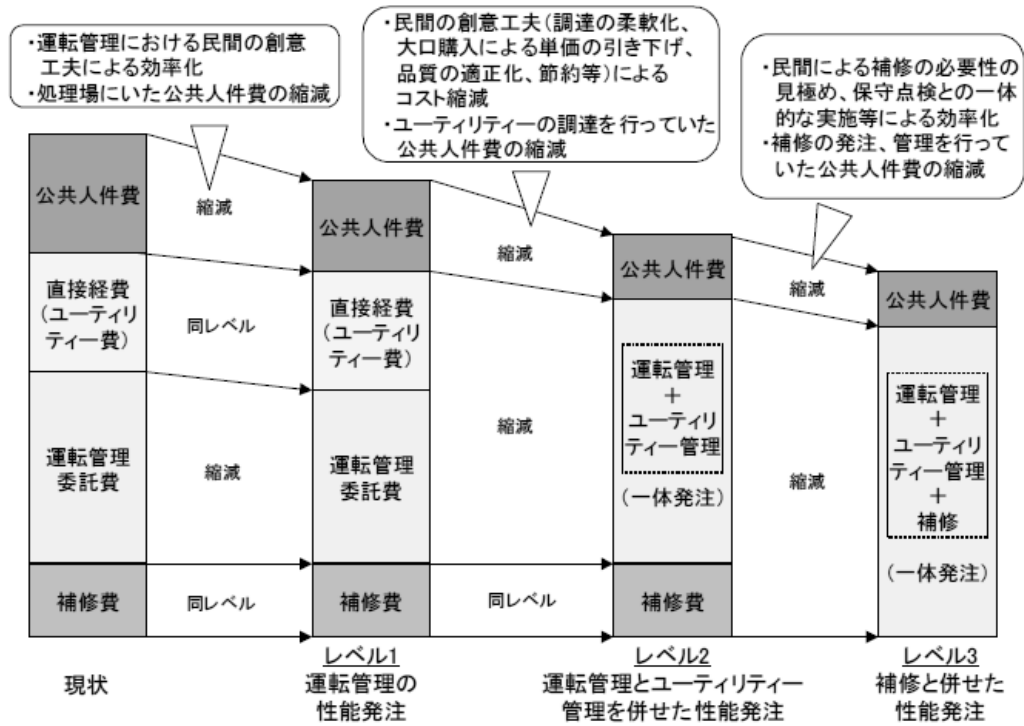 ・運転管理における民間の創意
工夫による効率化
・処理場にいた公共人件費の縮減
・民間の創意工夫(調達の柔軟化、
大口購入による単価の引き下げ、
品質の適正化、節約等)による
コスト縮減
・ユーティリティーの調達を行っていた
公共人件費の縮減
・民間による補修の必要性の
見極め、保守点検との一体
的な実施等による効率化
・補修の発注、管理を行って
いた公共人件費の縮減
公共人件費
直接経費
(ユーティリ
ティー費)
運転管理
委託費
補修費
現状
縮減
同レベル
縮減
同レベル
公共人件費
直接経費
(ユーティリ
ティー費)
運転管理
委託費
補修費
レベル1
運転管理の
性能発注
縮減
縮減
同レベル
公共人件費
運転管理
+
ユーティリ
ティー管理
(一体発注)
補修費
レベル2
運転管理とユーティリティー
管理を併せた性能発注
縮減
縮減
公共人件費
運転管理
+
ユーティリ
ティー管理
+
補修
(一体発注)
レベル3
補修と併せた
性能発注